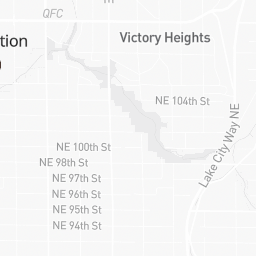 QFC
Victory Heights
tion
NE 104th St
Lake City Way NE
NE 100th St
NE 98th St
NE 97th St
NE 96th St
NE 95th St
NE 94th St